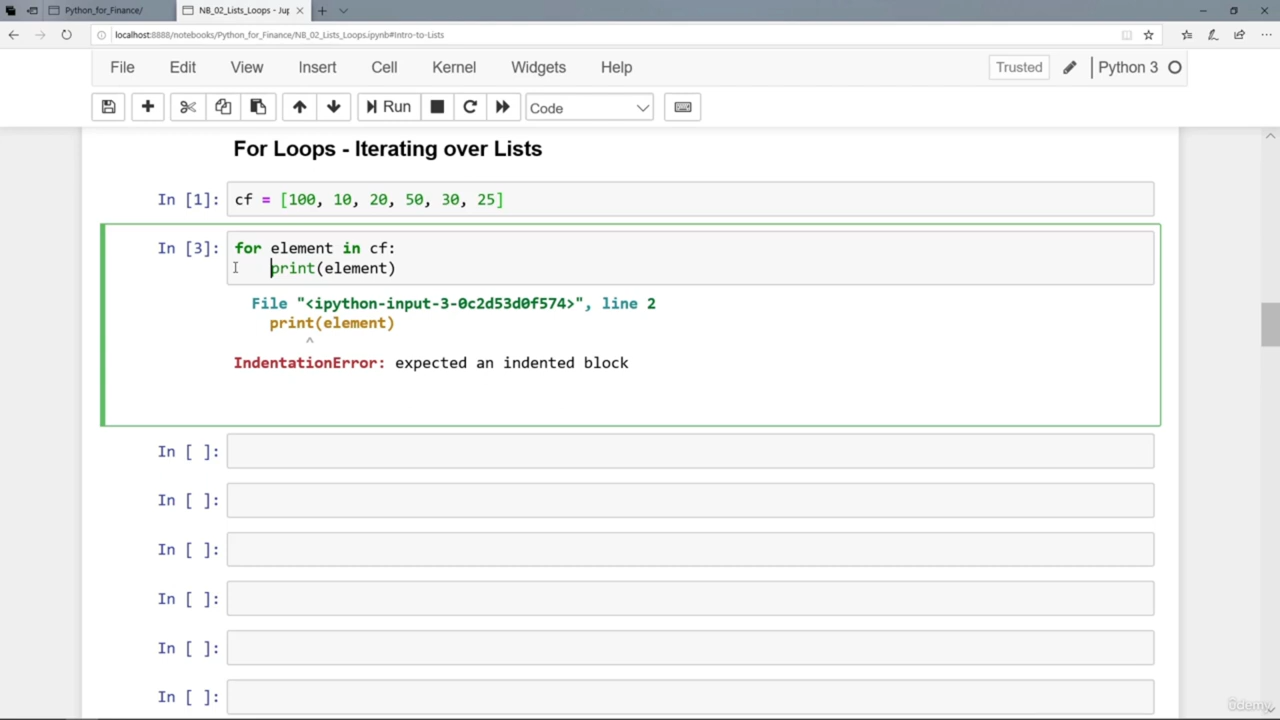 Python_for_Finance/
NB_02_Lists_Loops - Jup
localhost:8888/notebooks/Python_for_Finance/NB_02_Lists_Loops.ipynb#Intro-to-Lists
File Edit View Insert Cell Kernel Widgets Help
Trusted
Python 3
Run
Code
For Loops - Iterating over Lists
In [1]: cf = [100, 10, 20, 50, 30, 25]
In [3]: for element in cf:
print(element)
File "<ipython-input-3-0c2d53d0f574>", line 2
print(element)
^
IndentationError: expected an indented block
In [ ]:
In [ ]:
In [ ]:
In [ ]:
In [ ]:
In [ ]:
ûdemy